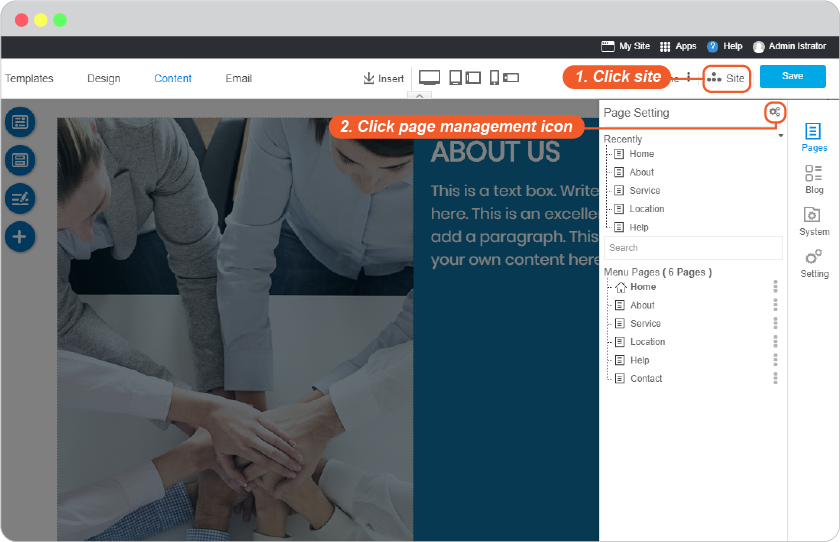 My Site Apps ? Help Admin Istrator
Templates Design Content Email Insert 1. Click site Site Save
Page Setting
2. Click page management icon
Recently
Home
About
Service
Location
Help
Search
Menu Pages ( 6 Pages )
Home
About
Service
Location
Help
Contact
Pages
Blog
System
Setting
ABOUT US
This is a text box. Write
here. This is an excelle
add a paragraph. This
your own content here